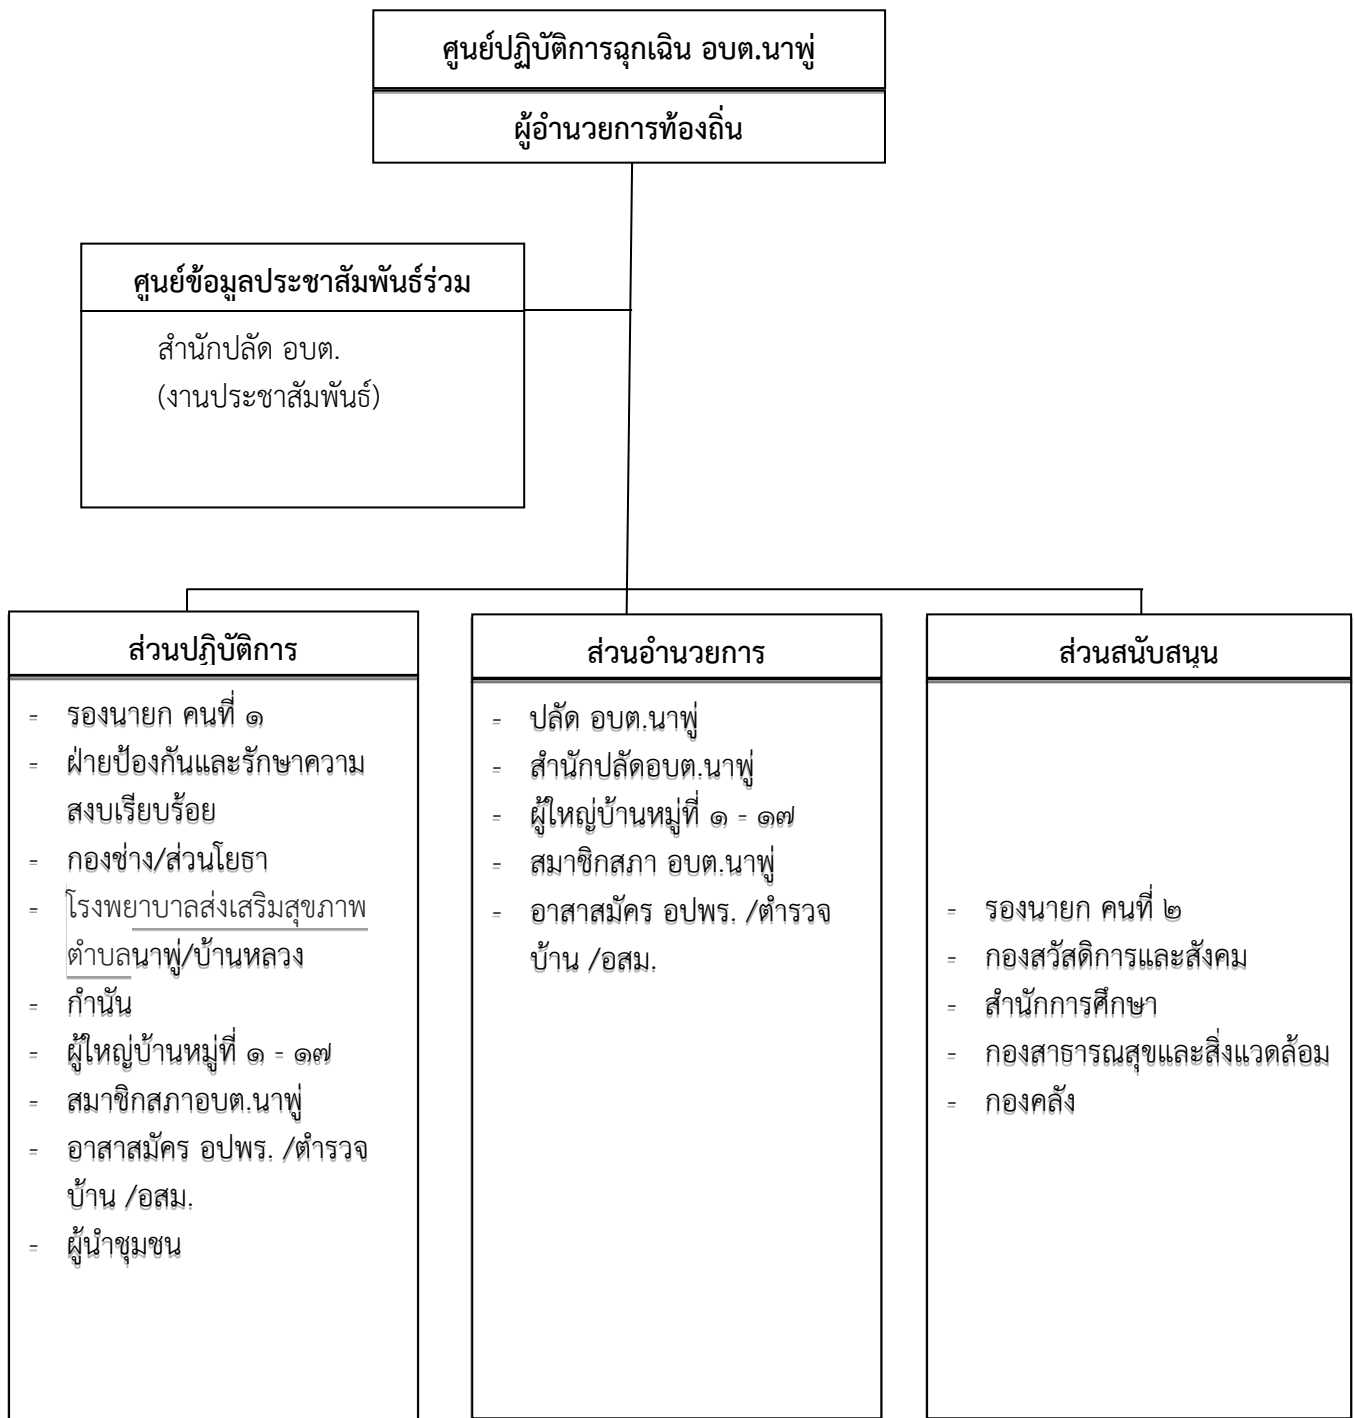 ศูนย์ปฏิบัติการฉุกเฉิน อบต.นาพู่
ผู้อำนวยการท้องถิ่น
ศูนย์ข้อมูลประชาสัมพันธ์ร่วม
สำนักปลัด อบต.
(งานประชาสัมพันธ์)
ส่วนปฏิบัติการ
- รองนายก คนที่ ๑
- ฝ่ายป้องกันและรักษาความ
สงบเรียบร้อย
- กองช่าง/ส่วนโยธา
- โรงพยาบาลส่งเสริมสุขภาพ
ตำบลนาพู่/บ้านหลวง
- กำนัน
- ผู้ใหญ่บ้านหมู่ที่ ๑ - ๑๗
- สมาชิกสภาอบต.นาพู่
- อาสาสมัคร อปพร. /ตำรวจ
บ้าน /อสม.
- ผู้นำชุมชน
ส่วนอำนวยการ
- ปลัด อบต.นาพู่
- สำนักปลัดอบต.นาพู่
- ผู้ใหญ่บ้านหมู่ที่ ๑ - ๑๗
- สมาชิกสภา อบต.นาพู่
- อาสาสมัคร อปพร. /ตำรวจ
บ้าน /อสม.
ส่วนสนับสนุน
- รองนายก คนที่ ๒
- กองสวัสดิการและสังคม
- สำนักการศึกษา
- กองสาธารณสุขและสิ่งแวดล้อม
- กองคลัง